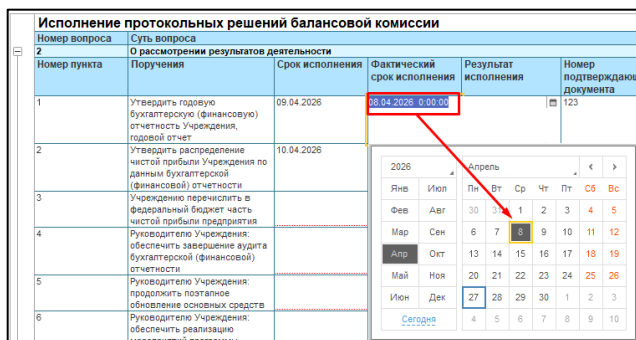 Исполнение протокольных решений балансовой комиссии
Номер вопроса Суть вопроса
2 О рассмотрении результатов деятельности
Номер пункта Поручения Срок исполнения Фактический срок исполнения Результат исполнения Номер подтверждающ документа
1 Утвердить годовую бухгалтерскую (финансовую) отчетность Учреждения, годовой отчет 09.04.2026 08.04.2026 0:00:00 123
2 Утвердить распределение чистой прибыли Учреждения по данным бухгалтерской (финансовой) отчетности 10.04.2026
3 Учреждению перечислить в федеральный бюджет часть чистой прибыли предприятия
4 Руководителю Учреждения: обеспечить завершение аудита бухгалтерской (финансовой) отчетности
5 Руководителю Учреждения: продолжить поэтапное обновление основных средств
6 Руководителю Учреждения: обеспечить реализацию
2026 Апрель
Янв Июл Пн Вт Ср Чт Пт Сб Вс
Фев Авг 30 31 1 2 3 4 5
Мар Сен 6 7 8 9 10 11 12
Апр Окт 13 14 15 16 17 18 19
Май Ноя 20 21 22 23 24 25 26
Июн Дек 27 28 29 30 1 2 3
Сегодня 4 5 6 7 8 9 10